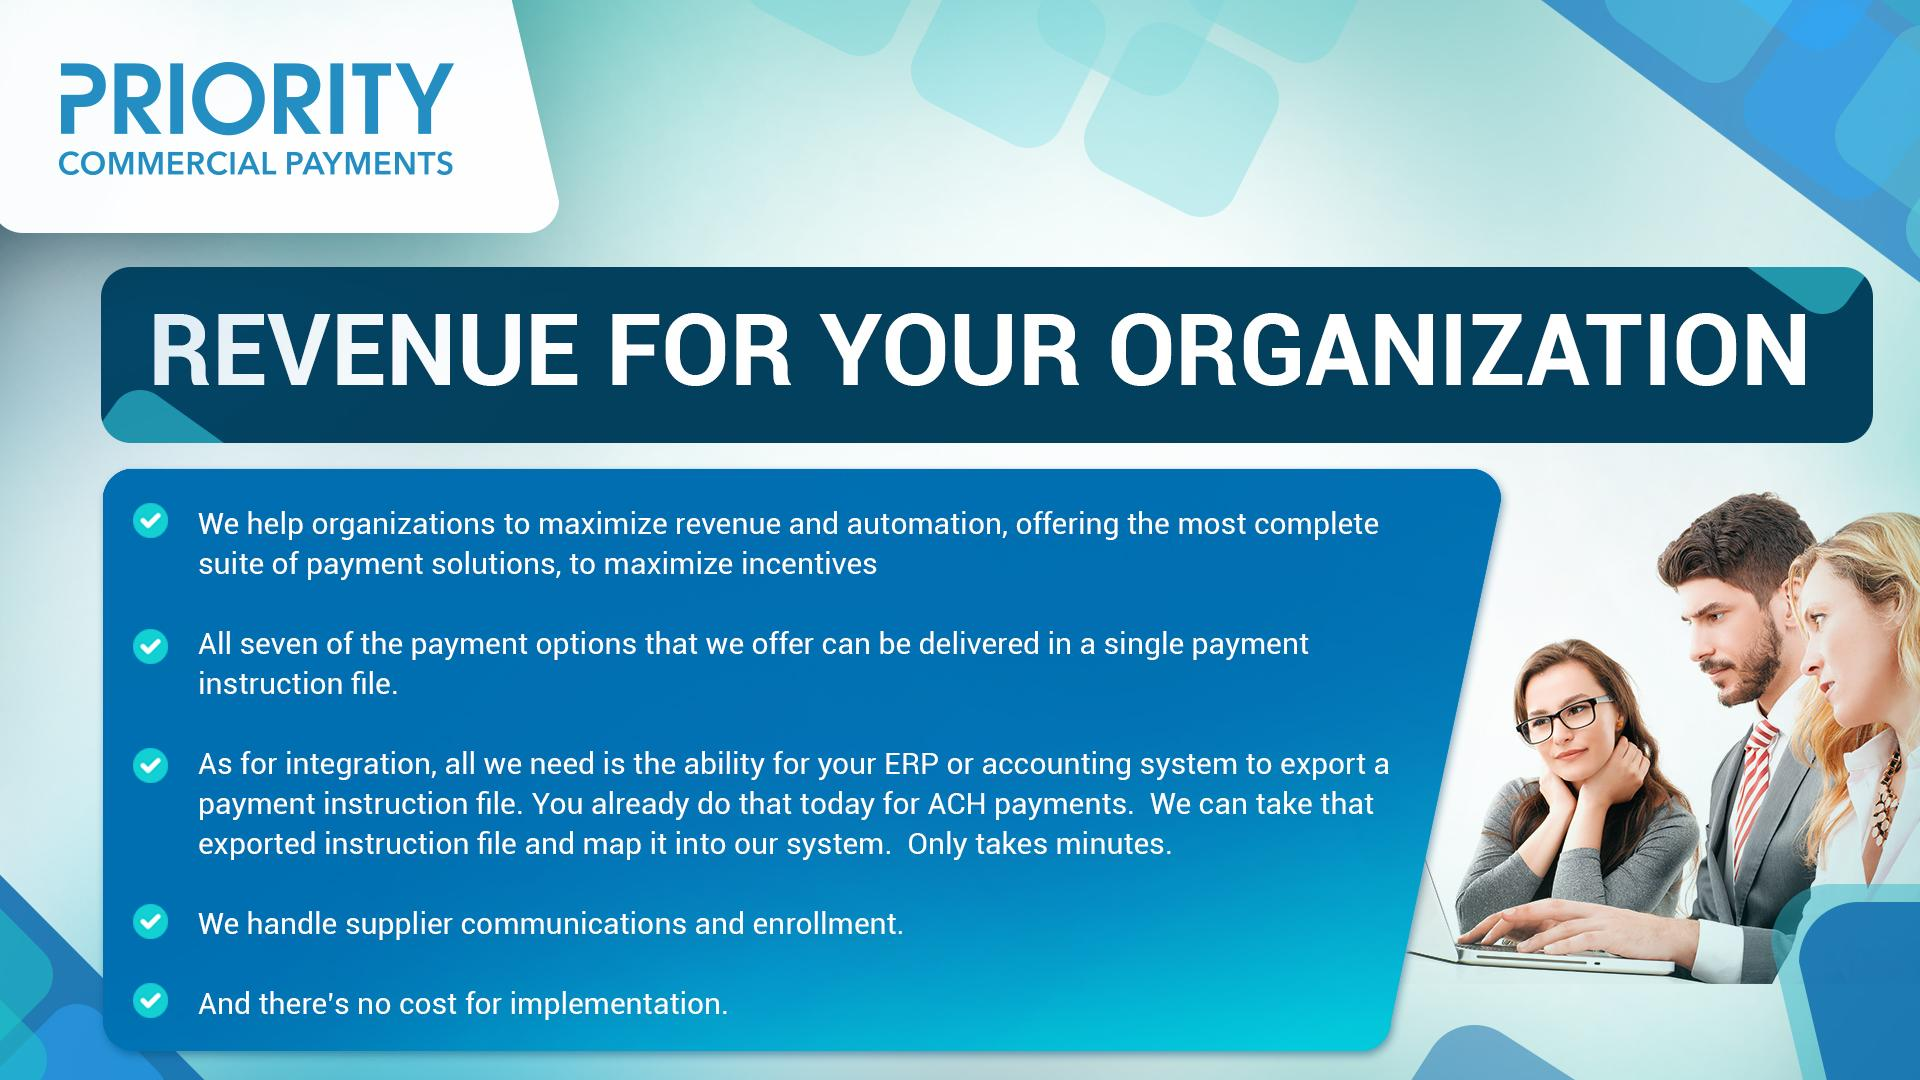 PRIORITY
COMMERCIAL PAYMENTS
REVENUE FOR YOUR ORGANIZATION
We help organizations to maximize revenue and automation, offering the most complete
suite of payment solutions, to maximize incentives
All seven of the payment options that we offer can be delivered in a single payment
instruction file.
As for integration, all we need is the ability for your ERP or accounting system to export a
payment instruction file. You already do that today for ACH payments.  We can take that
exported instruction file and map it into our system.  Only takes minutes.
We handle supplier communications and enrollment.
And there's no cost for implementation.